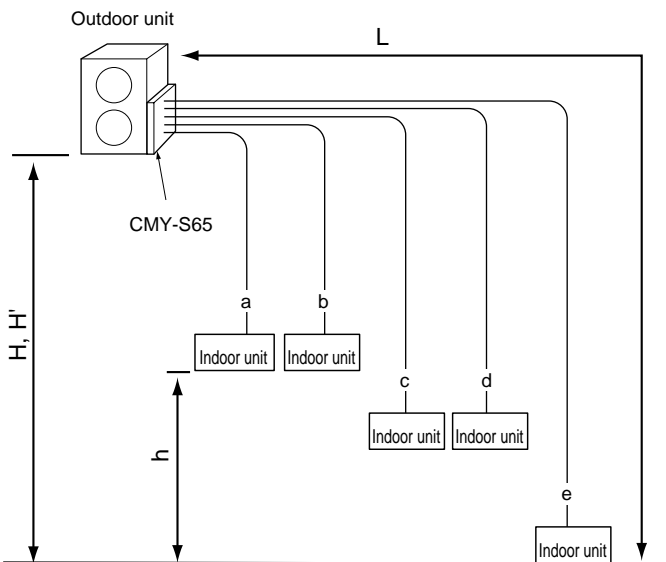 Outdoor unit
L
CMY-S65
H, H'
a
b
Indoor unit
Indoor unit
c
d
h
Indoor unit
Indoor unit
e
Indoor unit